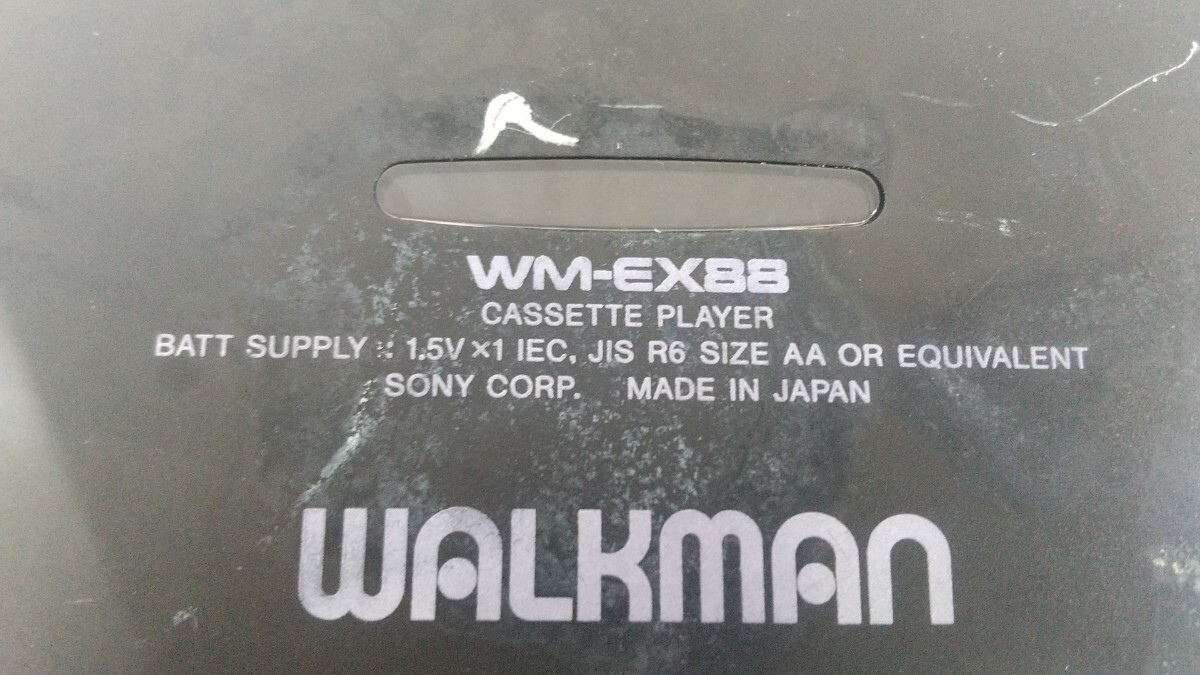 WM-EX88
CASSETTE PLAYER
BATT SUPPLY : 1.5V ×1 IEC, JIS R6 SIZE AA OR EQUIVALENT
SONY CORP. MADE IN JAPAN
WALKMAN